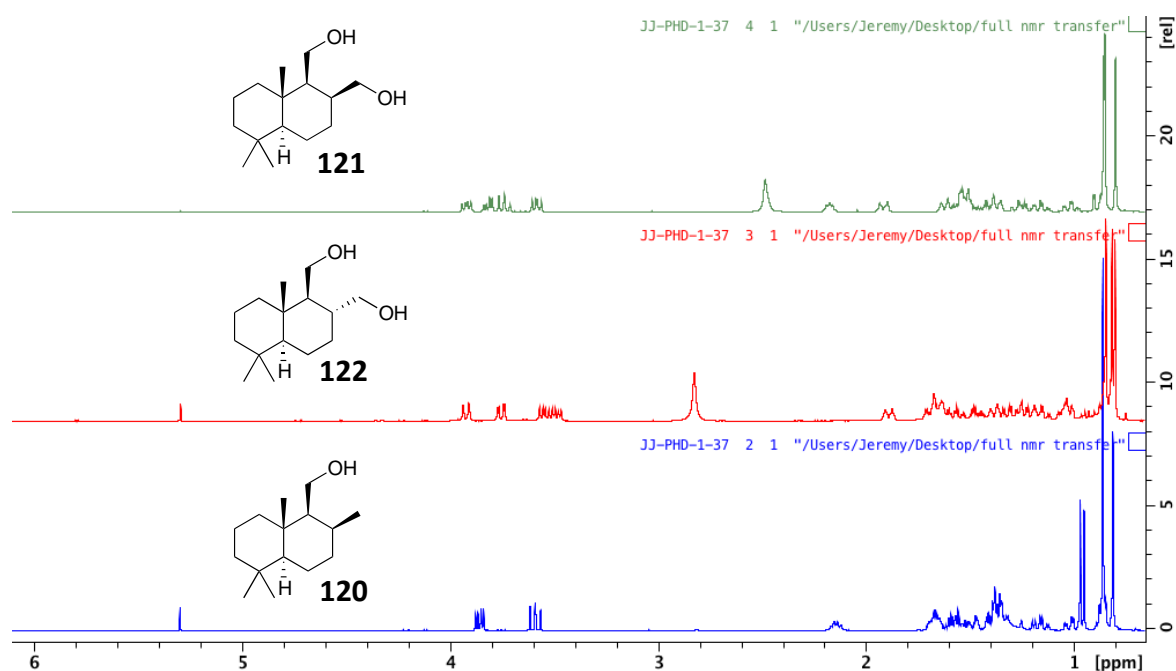 JJ-PHD-1-37 4 1 "/Users/Jeremy/Desktop/full nmr transfer"
[rel]
OH
OH
H
121
20
JJ-PHD-1-37 3 1 "/Users/Jeremy/Desktop/full nmr transfer"
OH
OH
H
122
15
10
JJ-PHD-1-37 2 1 "/Users/Jeremy/Desktop/full nmr transfer"
OH
H
120
5
0
6 5 4 3 2 1 [ppm]